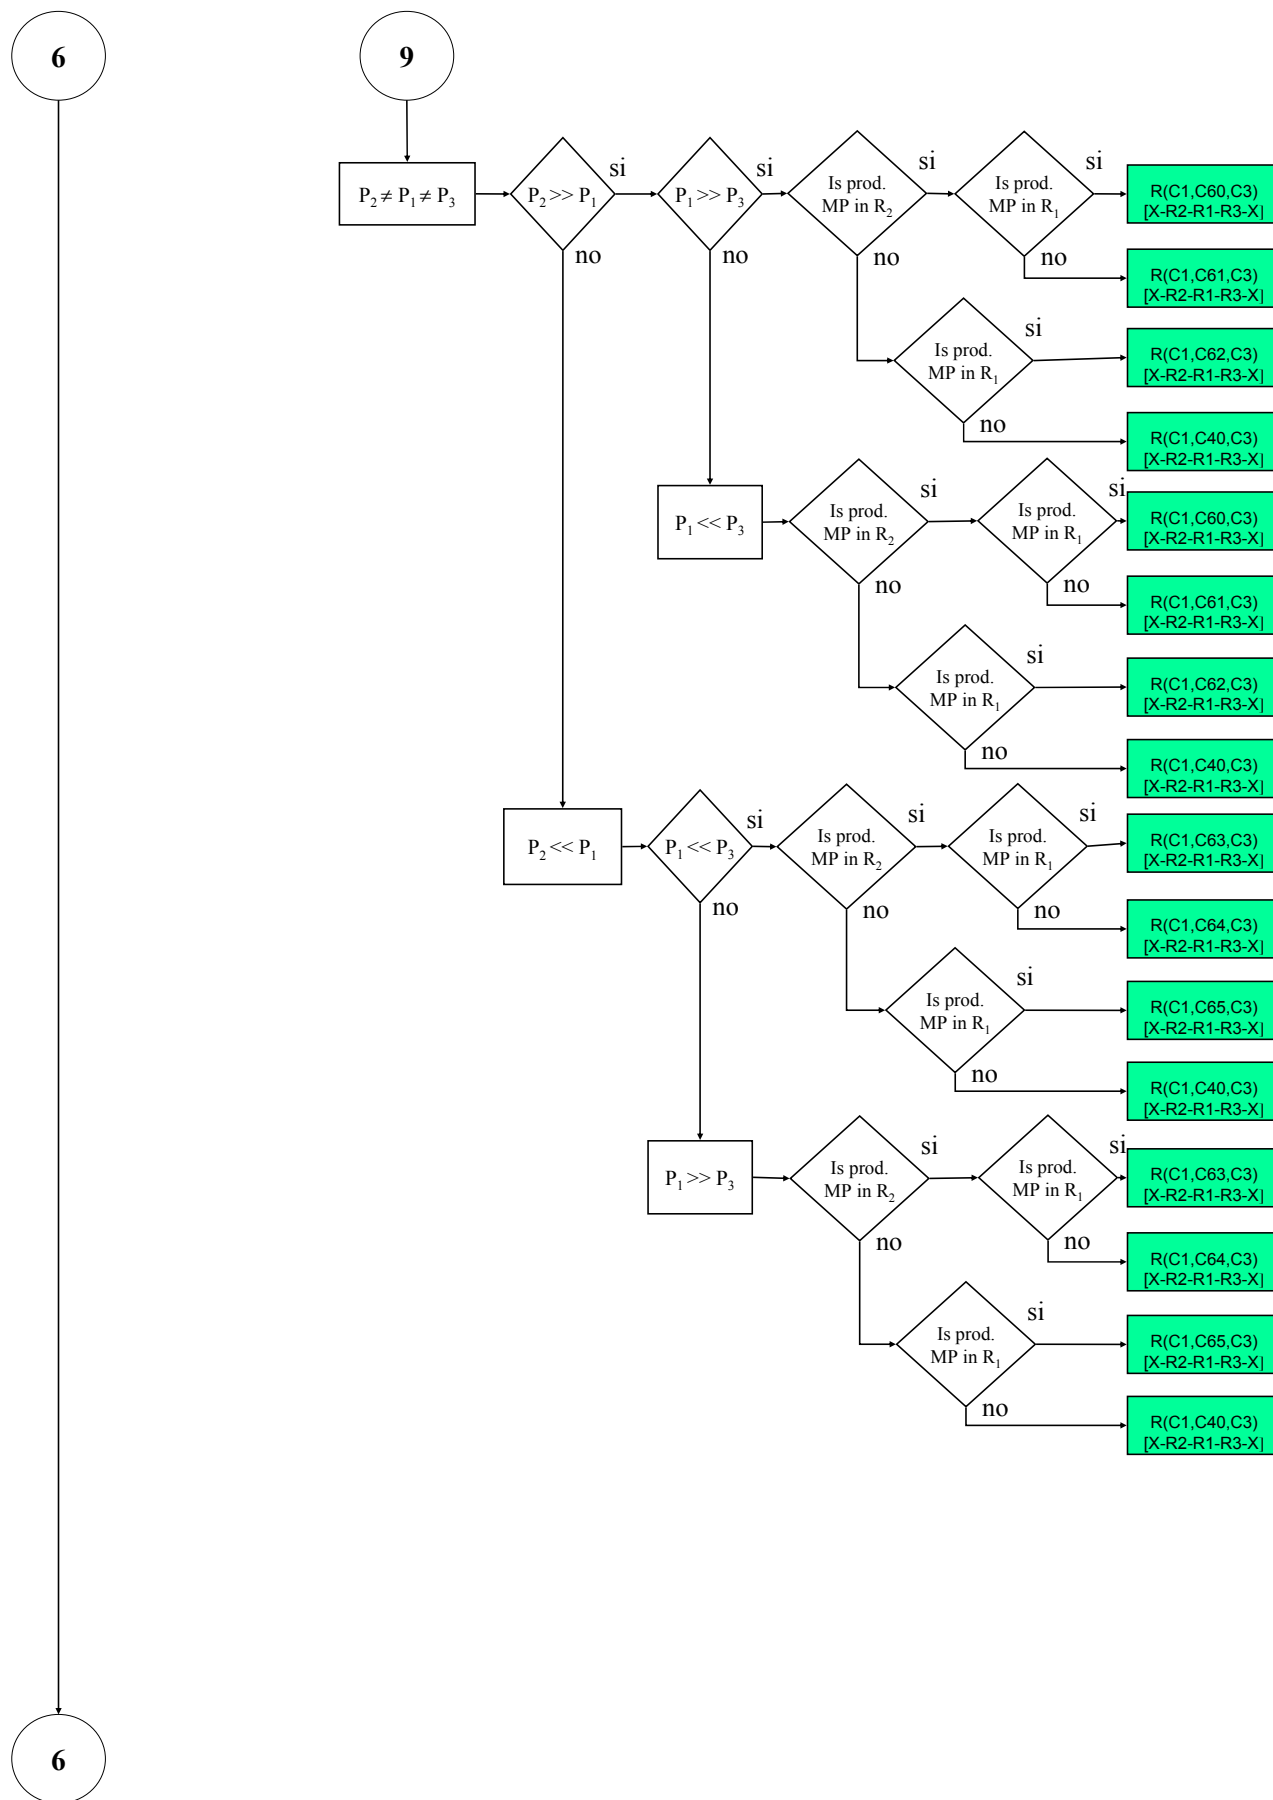 6
9
P2 ≠ P1 ≠ P3
P2 >> P1
si
no
P1 >> P3
si
no
Is prod.
MP in R2
si
no
Is prod.
MP in R1
si
no
R(C1,C60,C3)
[X-R2-R1-R3-X]
R(C1,C61,C3)
[X-R2-R1-R3-X]
Is prod.
MP in R1
si
no
R(C1,C62,C3)
[X-R2-R1-R3-X]
R(C1,C40,C3)
[X-R2-R1-R3-X]
P1 << P3
Is prod.
MP in R2
si
no
Is prod.
MP in R1
si
no
R(C1,C60,C3)
[X-R2-R1-R3-X]
R(C1,C61,C3)
[X-R2-R1-R3-X]
Is prod.
MP in R1
si
no
R(C1,C62,C3)
[X-R2-R1-R3-X]
R(C1,C40,C3)
[X-R2-R1-R3-X]
P2 << P1
P1 << P3
si
no
Is prod.
MP in R2
si
no
Is prod.
MP in R1
si
no
R(C1,C63,C3)
[X-R2-R1-R3-X]
R(C1,C64,C3)
[X-R2-R1-R3-X]
Is prod.
MP in R1
si
no
R(C1,C65,C3)
[X-R2-R1-R3-X]
R(C1,C40,C3)
[X-R2-R1-R3-X]
P1 >> P3
Is prod.
MP in R2
si
no
Is prod.
MP in R1
si
no
R(C1,C63,C3)
[X-R2-R1-R3-X]
R(C1,C64,C3)
[X-R2-R1-R3-X]
Is prod.
MP in R1
si
no
R(C1,C65,C3)
[X-R2-R1-R3-X]
R(C1,C40,C3)
[X-R2-R1-R3-X]
6